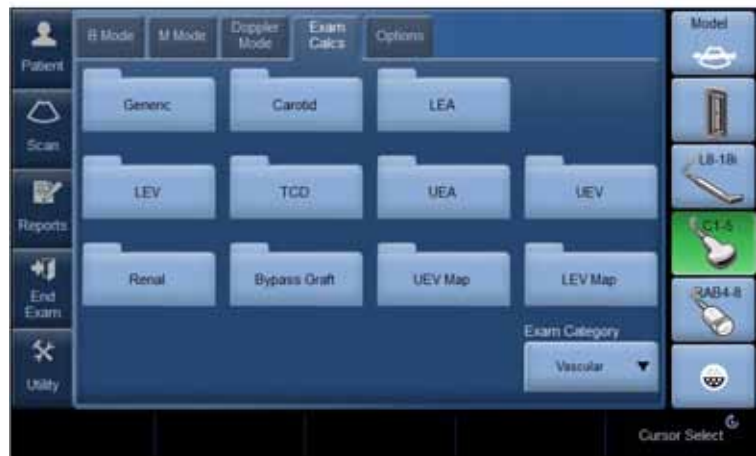 B Mode
M Mode
Doppler
Mode
Exam
Calcs
Options
Patient
Scan
Reports
End
Exam
Utility
Generic
Carotid
LEA
LEV
TCD
UEA
UEV
Renal
Bypass Graft
UEV Map
LEV Map
Exam Category
Vascular
Model
L8-18i
C1-5
RAB4-8
Cursor Select